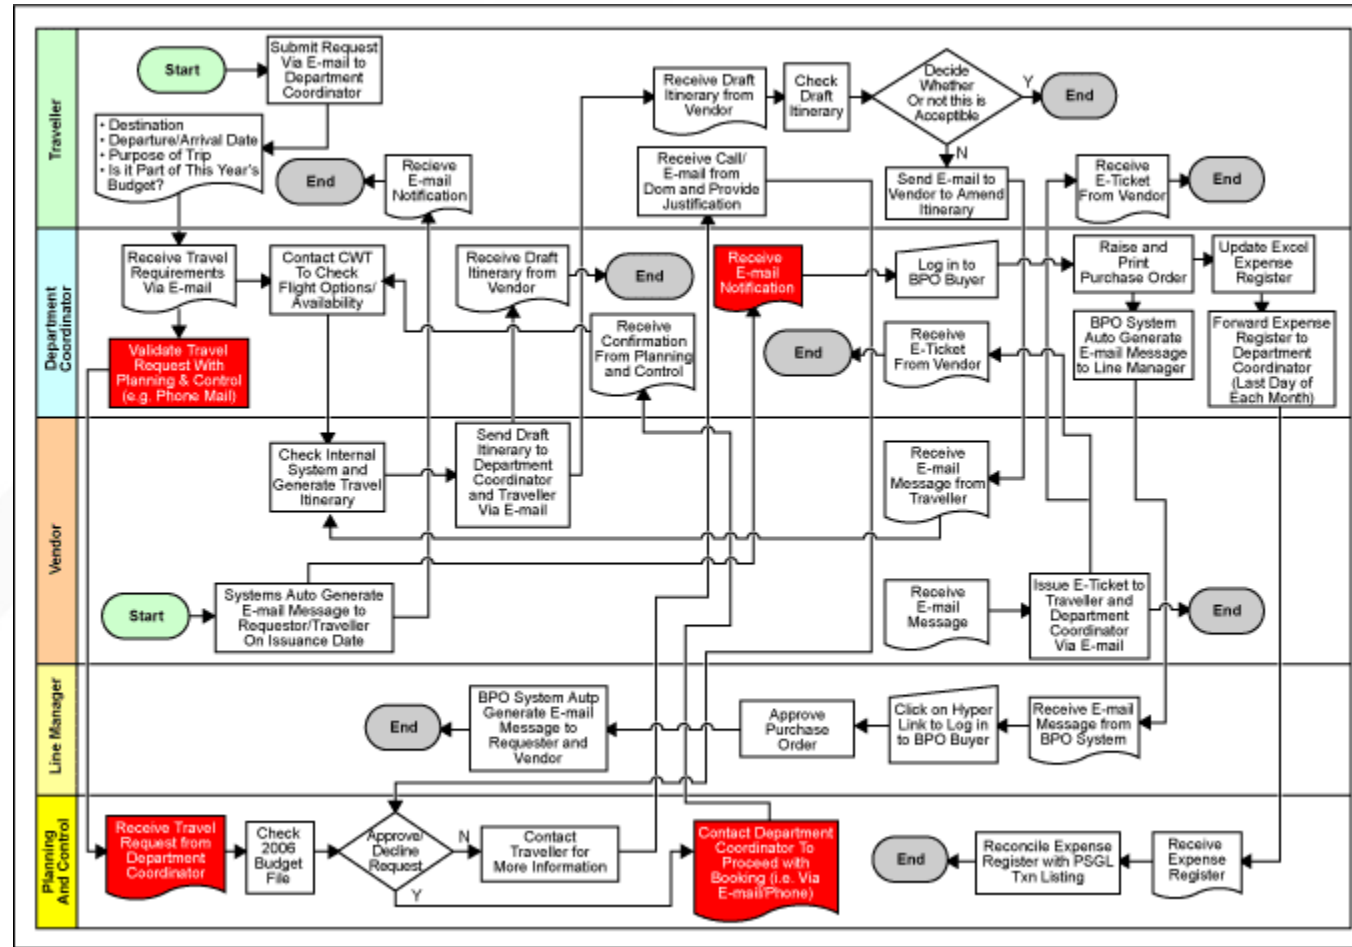 Traveller
Start
Submit Request
Via E-mail to
Department
Coordinator
• Destination
• Departure/Arrival Date
• Purpose of Trip
• Is it Part of This Year's
Budget?
End
Recieve
E-mail
Notification
Receive Draft
Itinerary from
Vendor
Check
Draft
Itinerary
Decide
Whether
Or not this is
Acceptible
Y
End
N
Receive Call/
E-mail from
Dom and Provide
Justification
Send E-mail to
Vendor to Amend
Itinerary
Receive
E-Ticket
From Vendor
End
Department
Coordinator
Receive Travel
Requirements
Via E-mail
Contact CWT
To Check
Flight Options/
Availability
Receive Draft
Itinerary from
Vendor
End
Receive
E-mail
Notification
Log in to
BPO Buyer
Raise and
Print
Purchase Order
Update Excel
Expense
Register
Validate Travel
Request With
Planning & Control
(e.g. Phone Mail)
Receive
Confirmation
From Planning
and Control
End
Receive
E-Ticket
From Vendor
BPO System
Auto Generate
E-mail Message
to Line Manager
Forward Expense
Register to
Department
Coordinator
(Last Day of
Each Month)
Vendor
Check Internal
System and
Generate Travel
Itinerary
Send Draft
Itinerary to
Department
Coordinator
and Traveller
Via E-mail
Receive
E-mail
Message from
Traveller
Start
Systems Auto Generate
E-mail Message to
Requestor/Traveller
On Issuance Date
Receive
E-mail
Message
Issue E-Ticket to
Traveller and
Department
Coordinator
Via E-mail
End
Line Manager
End
BPO System Autp
Generate E-mail
Message to
Requester and
Vendor
Approve
Purchase
Order
Click on Hyper
Link to Log in
to BPO Buyer
Receive E-mail
Message from
BPO System
Planning
And Control
Receive Travel
Request from
Department
Coordinator
Check
2006
Budget
File
Approve/
Decline
Request
N
Y
Contact
Traveller for
More Information
Contact Department
Coordinator To
Proceed with
Booking (i.e. Via
E-mail/Phone)
End
Reconcile Expense
Register with PSGL
Txn Listing
Receive
Expense
Register